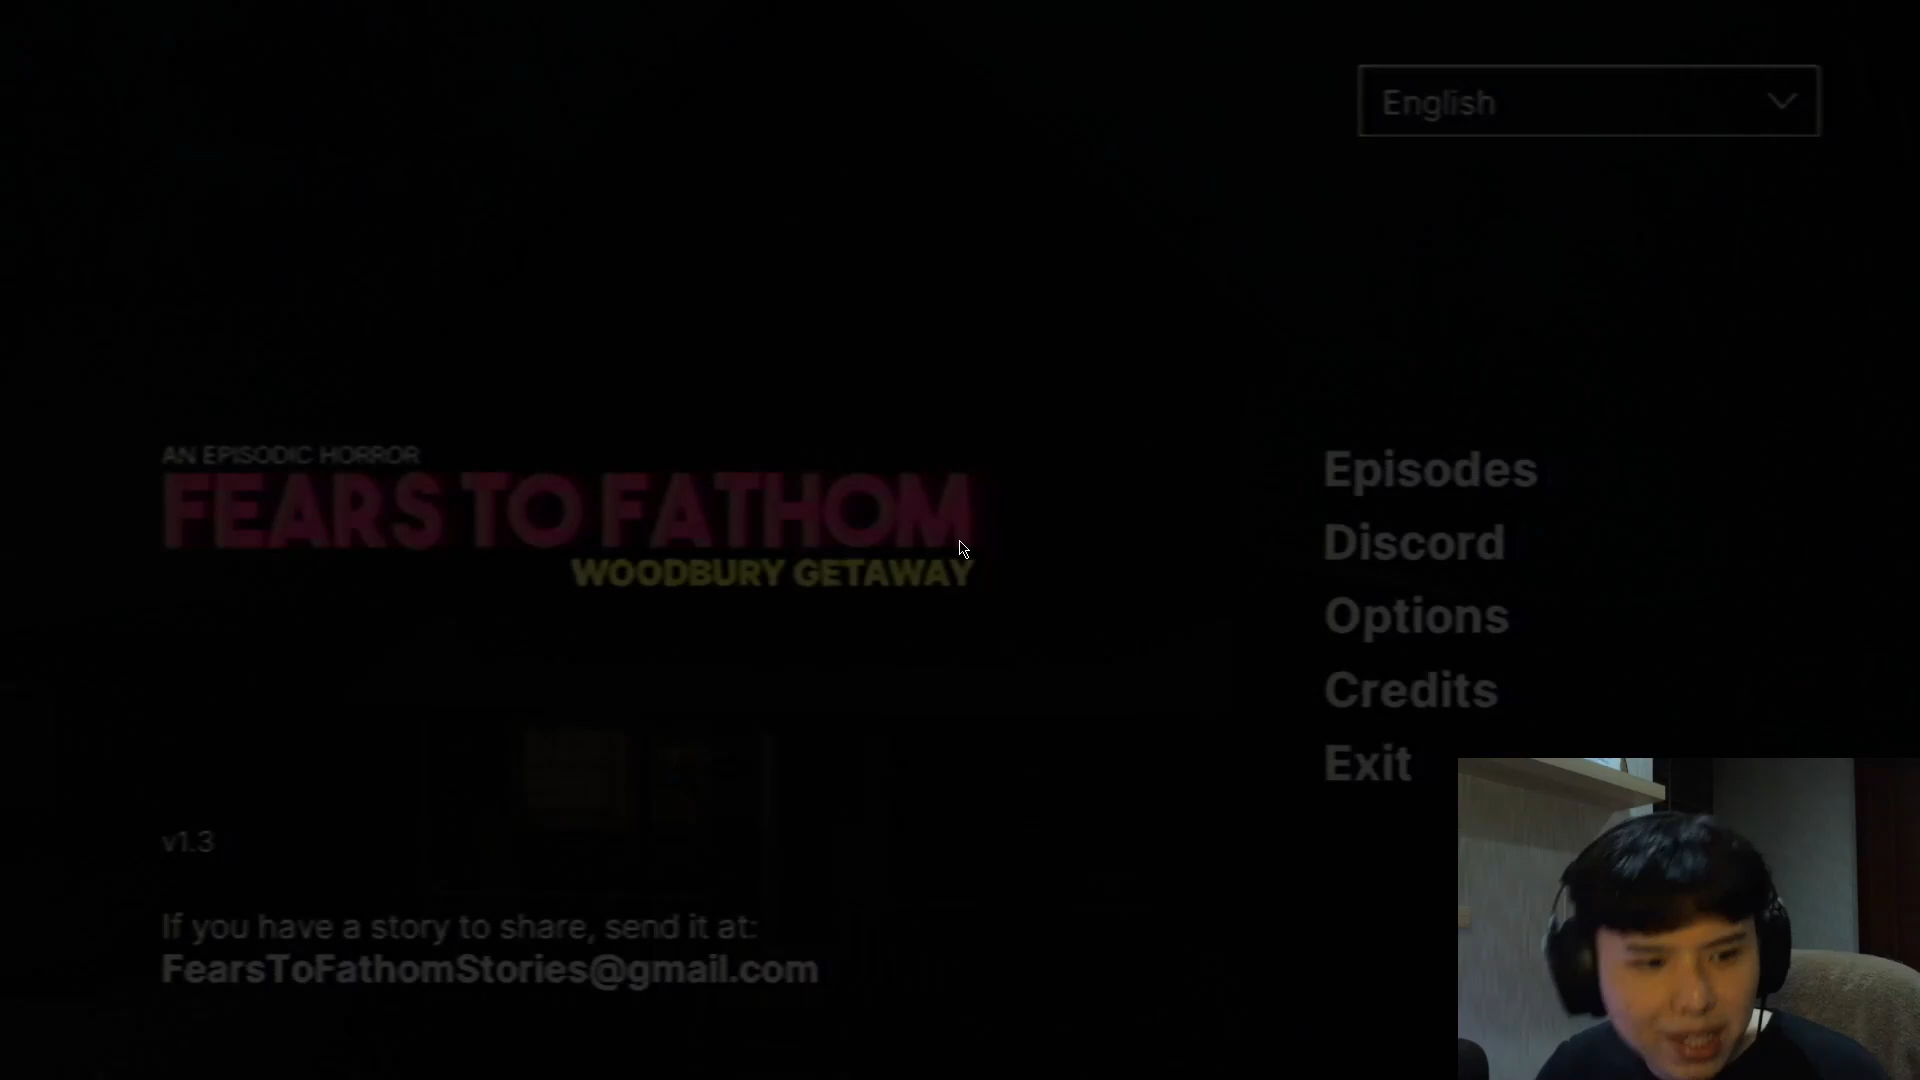 English
AN EPISODIC HORROR
FEARS TO FATHOM
WOODBURY GETAWAY
Episodes
Discord
Options
Credits
Exit
v1.3
If you have a story to share, send it at:
FearsToFathomStories@gmail.com